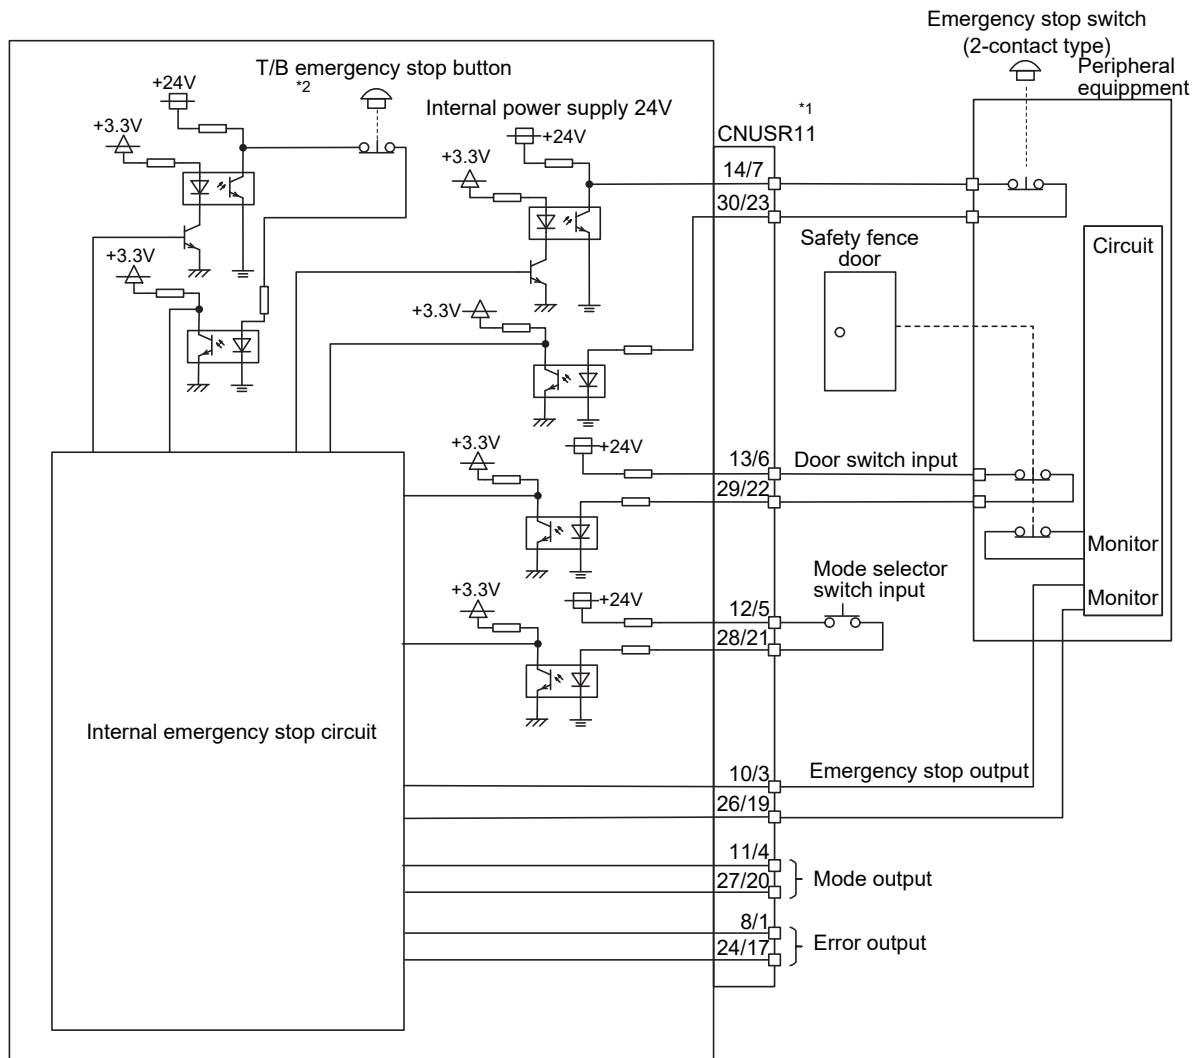 Emergency stop switch
(2-contact type)
Peripheral
equippment
T/B emergency stop button
*2
+24V
Internal power supply 24V
*1
CNUSR11
+3.3V
+24V
+3.3V
14/7
30/23
Safety fence
door
Circuit
+3.3V
+3.3V
+3.3V
+24V
13/6
Door switch input
29/22
Monitor
Mode selector
switch input
+3.3V
+24V
12/5
Monitor
28/21
Internal emergency stop circuit
10/3
Emergency stop output
26/19
11/4
27/20
Mode output
8/1
24/17
Error output